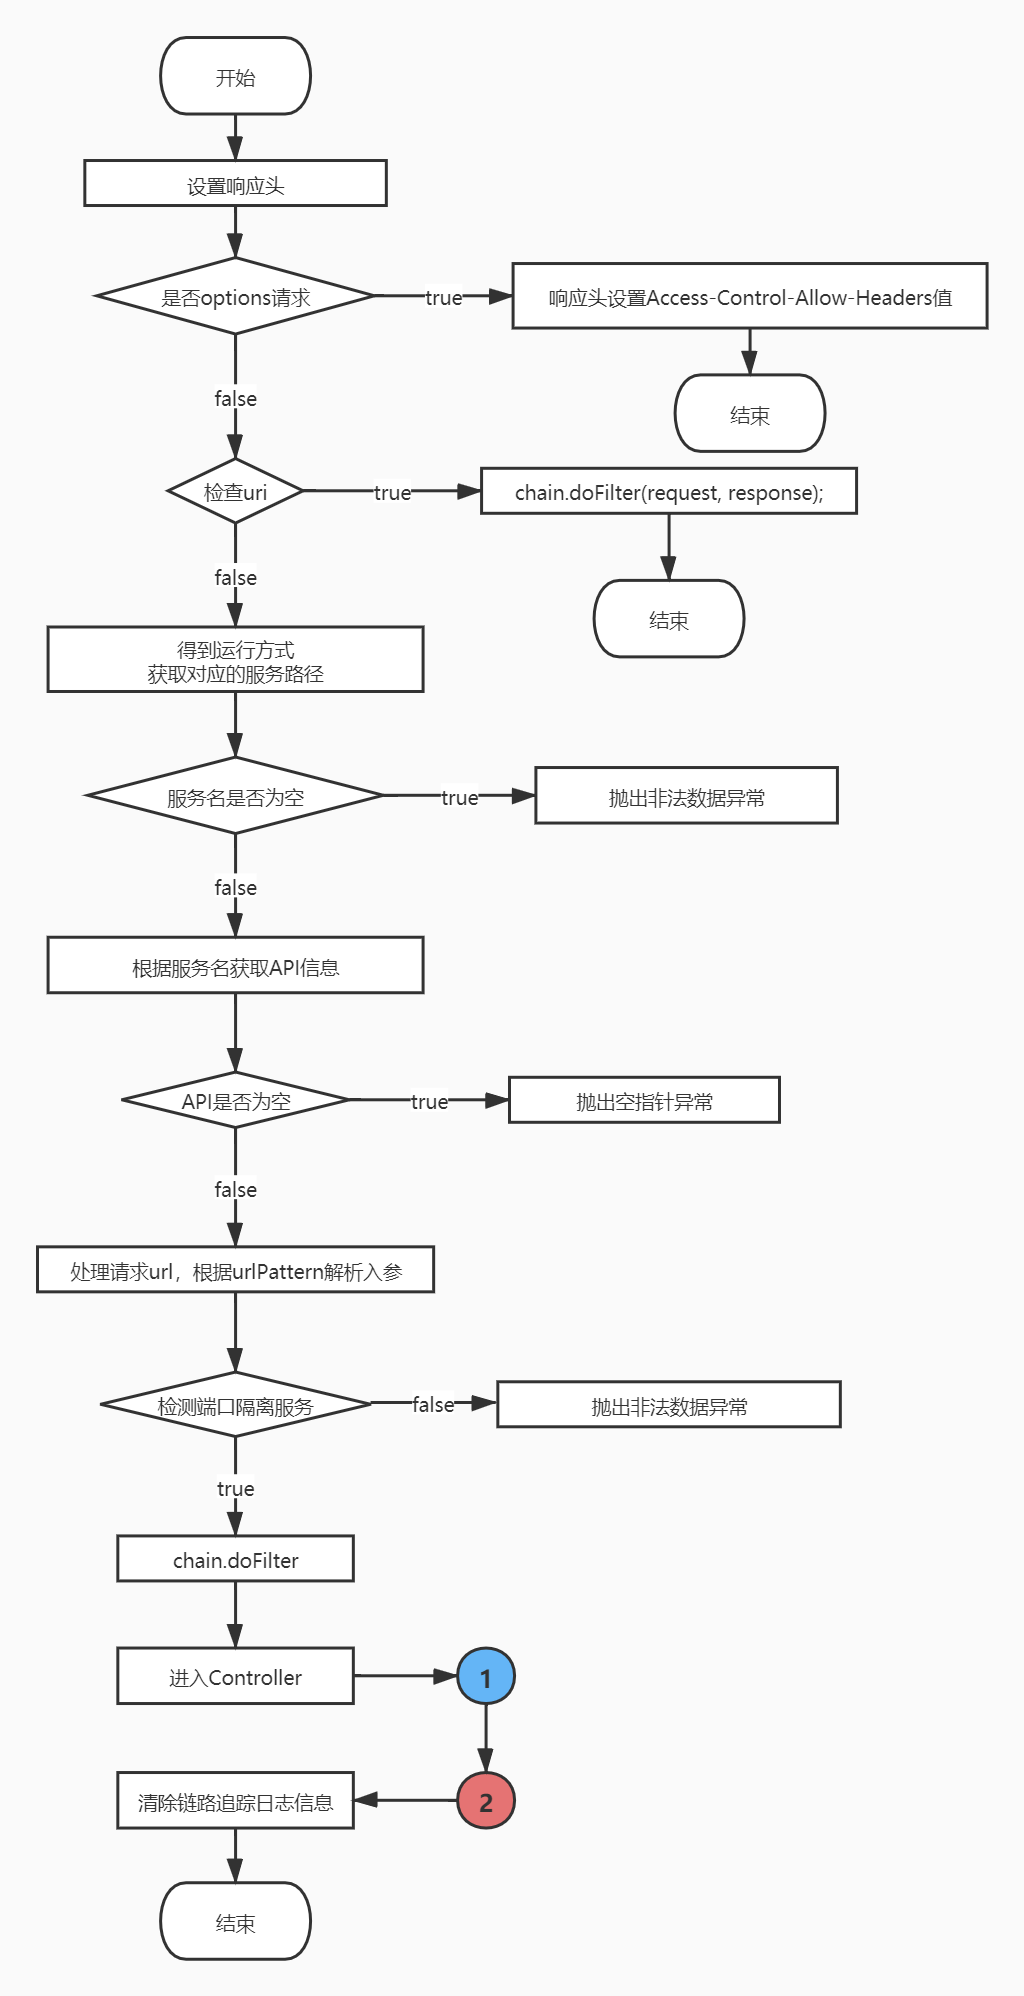 开始
设置响应头
是否options请求
true
响应头设置Access-Control-Allow-Headers值
结束
false
检查uri
true
chain.doFilter(request, response);
结束
false
得到运行方式
获取对应的服务路径
服务名是否为空
true
抛出非法数据异常
false
根据服务名获取API信息
API是否为空
true
抛出空指针异常
false
处理请求url，根据urlPattern解析入参
检测端口隔离服务
false
抛出非法数据异常
true
chain.doFilter
进入Controller
1
清除链路追踪日志信息
2
结束